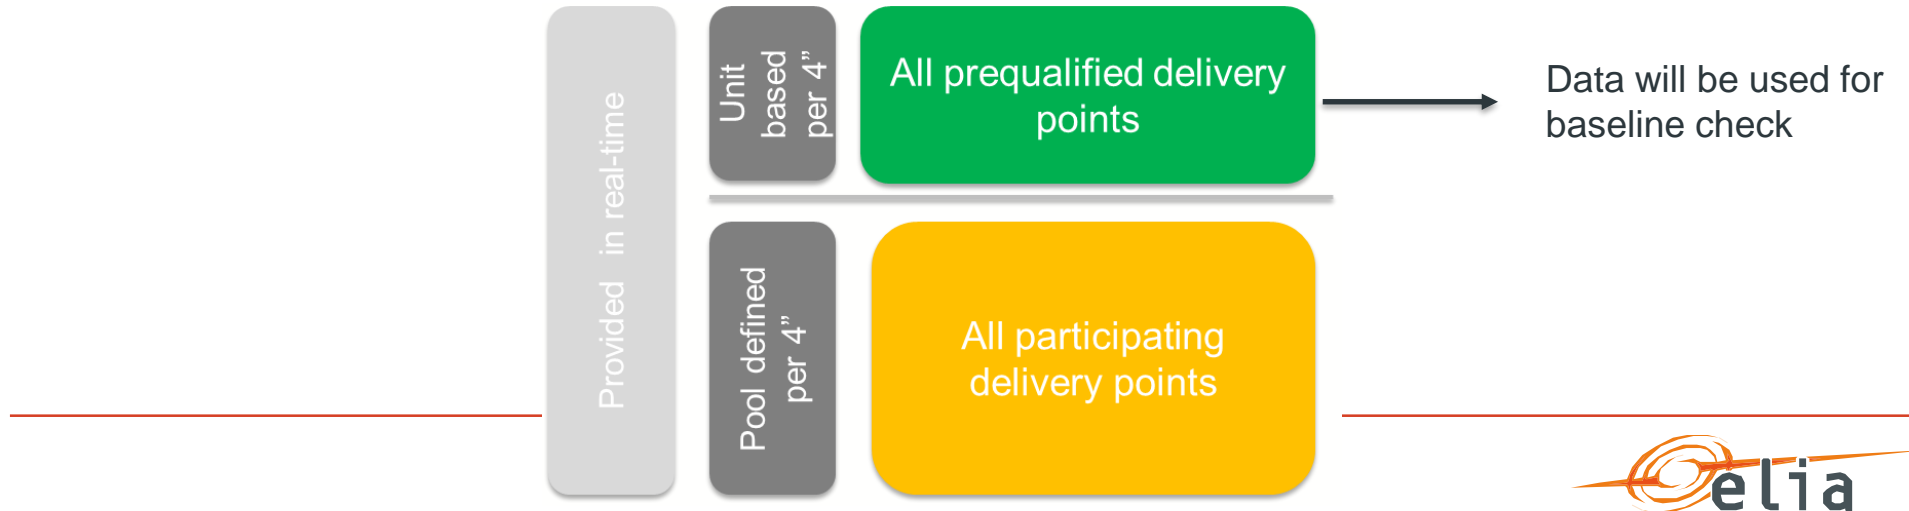 Provided in real-time
Unit
based
per 4”
All prequalified delivery
points
Data will be used for
baseline check
Pool defined
per 4”
All participating
delivery points
elia